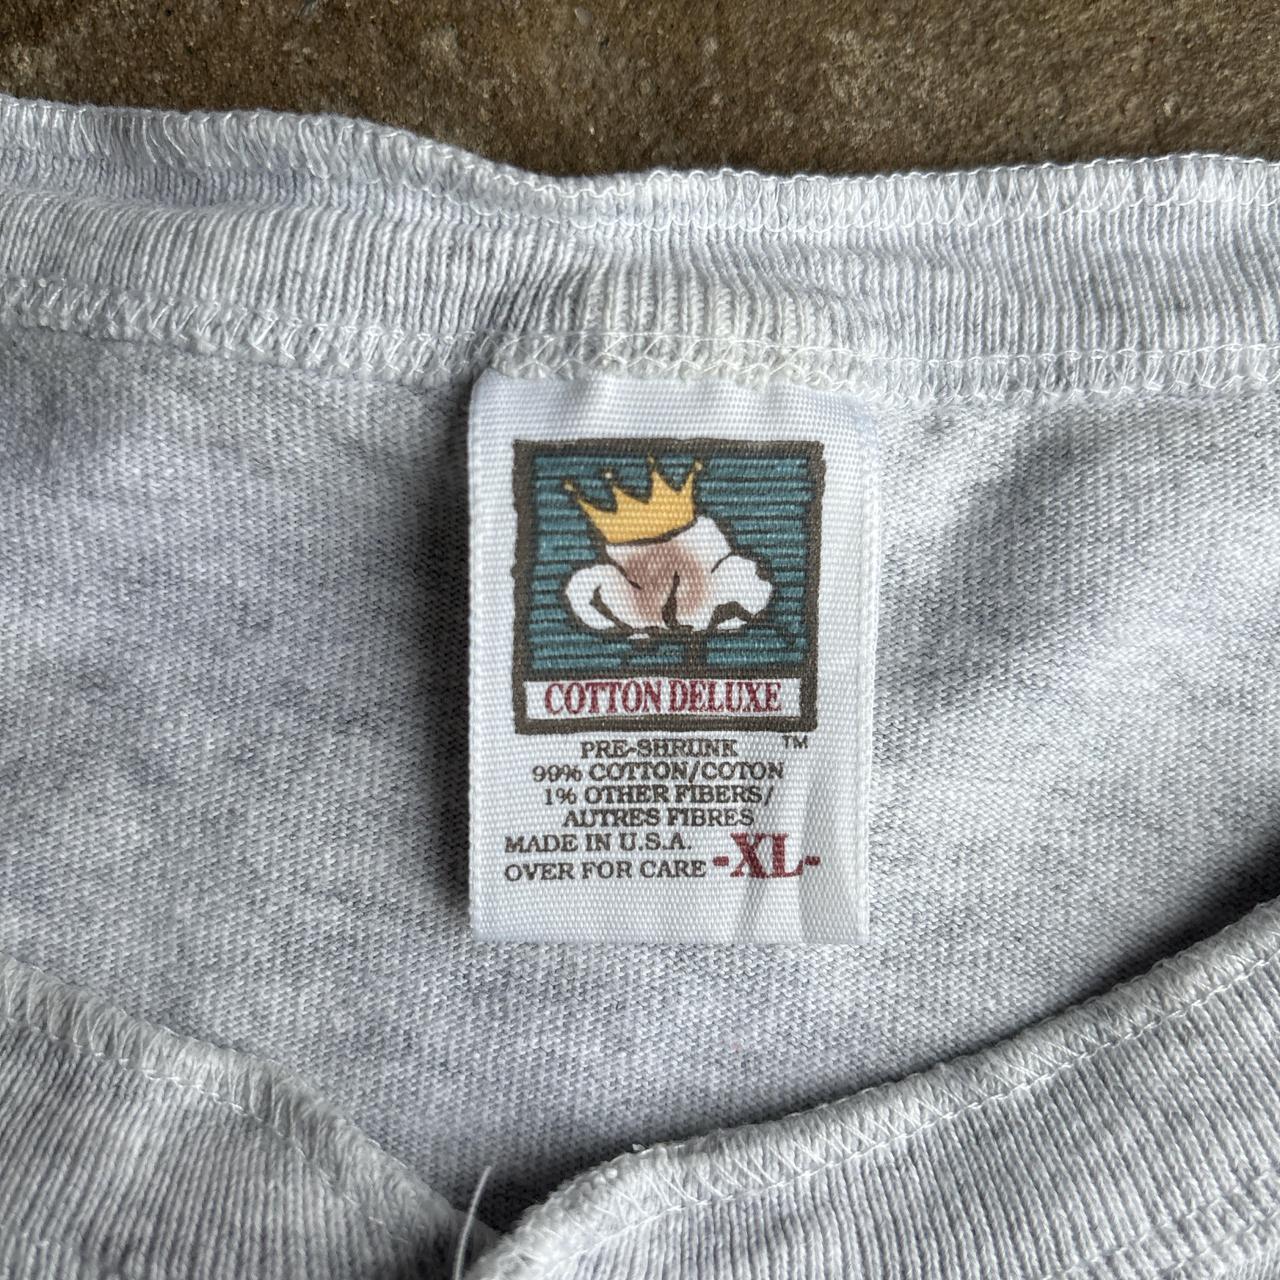 COTTON DELUXE
TM
PRE-SHRUNK
99% COTTON/COTON
1% OTHER FIBERS/
AUTRES FIBRES
MADE IN U.S.A.
OVER FOR CARE -XL-